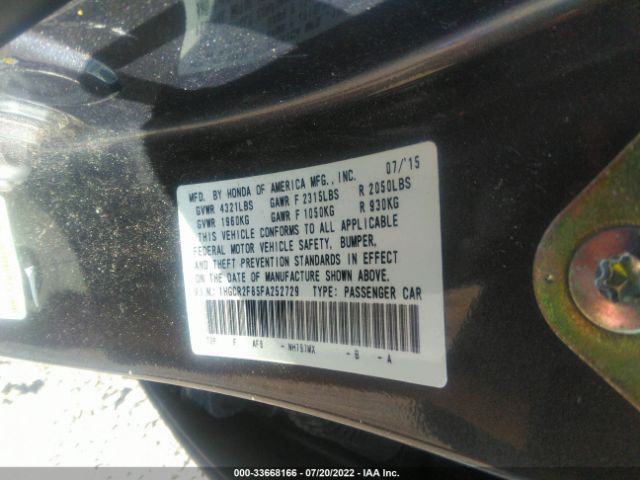 MFD. BY HONDA OF AMERICA MFG., INC. 07/'15
GVWR 4321LBS GAWR F 2315LBS R 2050LBS
GVWR 1960KG GAWR F 1050KG R 930KG
THIS VEHICLE CONFORMS TO ALL APPLICABLE
FEDERAL MOTOR VEHICLE SAFETY, BUMPER,
AND THEFT PREVENTION STANDARDS IN EFFECT
ON THE DATE OF MANUFACTURE SHOWN ABOVE.
V.I.N.: 1HGCR2F85FA252729 TYPE: PASSENGER CAR
F - NH797MX - B - A
000-33668166 - 07/20/2022 - IAA Inc.